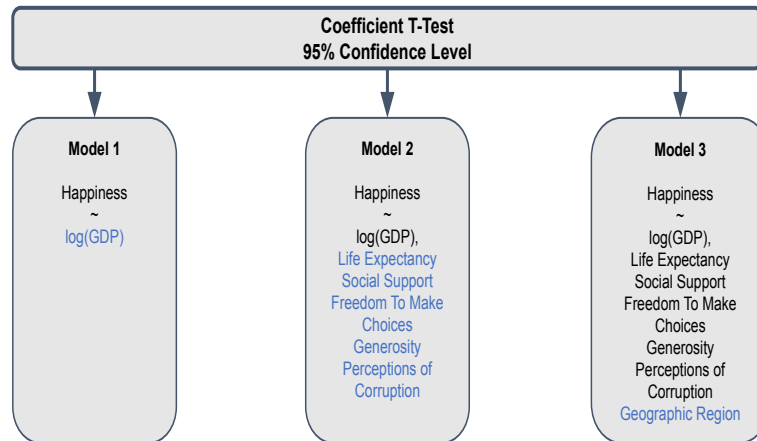 Coefficient T-Test
95% Confidence Level
Model 1
Happiness
~
log(GDP)
Model 2
Happiness
~
log(GDP),
Life Expectancy
Social Support
Freedom To Make
Choices
Generosity
Perceptions of
Corruption
Model 3
Happiness
~
log(GDP),
Life Expectancy
Social Support
Freedom To Make
Choices
Generosity
Perceptions of
Corruption
Geographic Region